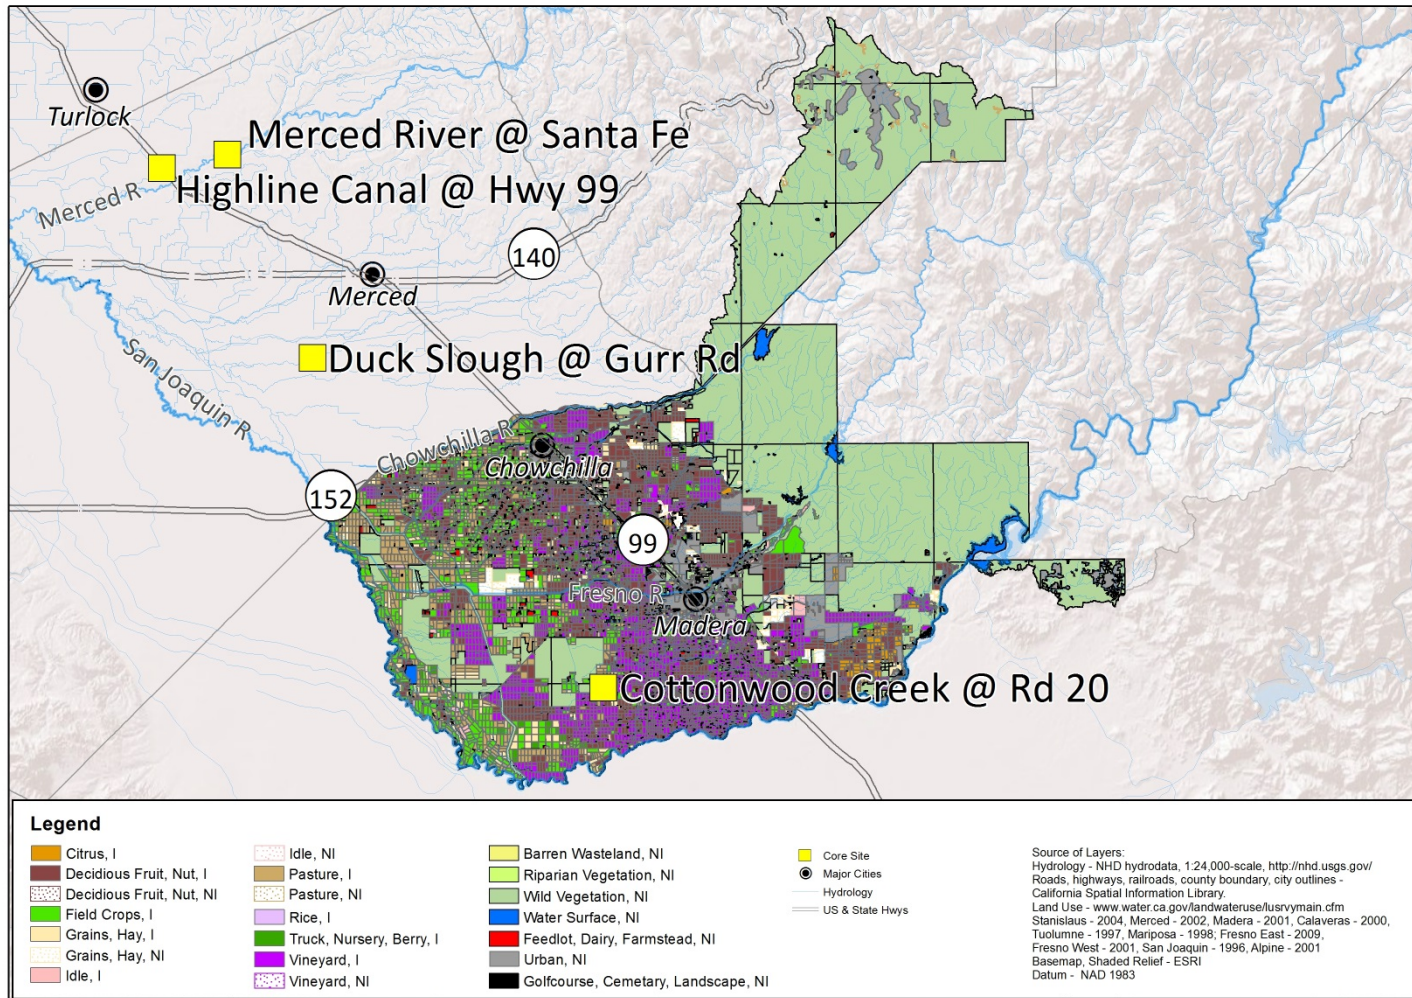 Turlock
Merced River @ Santa Fe
Highline Canal @ Hwy 99
Merced R
140
Merced
San Joaquin R
Duck Slough @ Gurr Rd
Chowchilla R
Chowchilla
152
99
Fresno R
Madera
Cottonwood Creek @ Rd 20
Legend
Citrus, I
Decidious Fruit, Nut, I
Decidious Fruit, Nut, NI
Field Crops, I
Grains, Hay, I
Grains, Hay, NI
Idle, I
Idle, NI
Pasture, I
Pasture, NI
Rice, I
Truck, Nursery, Berry, I
Vineyard, I
Vineyard, NI
Barren Wasteland, NI
Riparian Vegetation, NI
Wild Vegetation, NI
Water Surface, NI
Feedlot, Dairy, Farmstead, NI
Urban, NI
Golfcourse, Cemetary, Landscape, NI
Core Site
Major Cities
Hydrology
US & State Hwys
Source of Layers:
Hydrology - NHD hydrodata, 1:24,000-scale, http://nhd.usgs.gov/
Roads, highways, railroads, county boundary, city outlines -
California Spatial Information Library.
Land Use - www.water.ca.gov/landwateruse/lusrvymain.cfm
Stanislaus - 2004, Merced - 2002, Madera - 2001, Calaveras - 2000,
Tuolumne - 1997, Mariposa - 1998; Fresno East - 2009,
Fresno West - 2001, San Joaquin - 1996, Alpine - 2001
Basemap, Shaded Relief - ESRI
Datum - NAD 1983